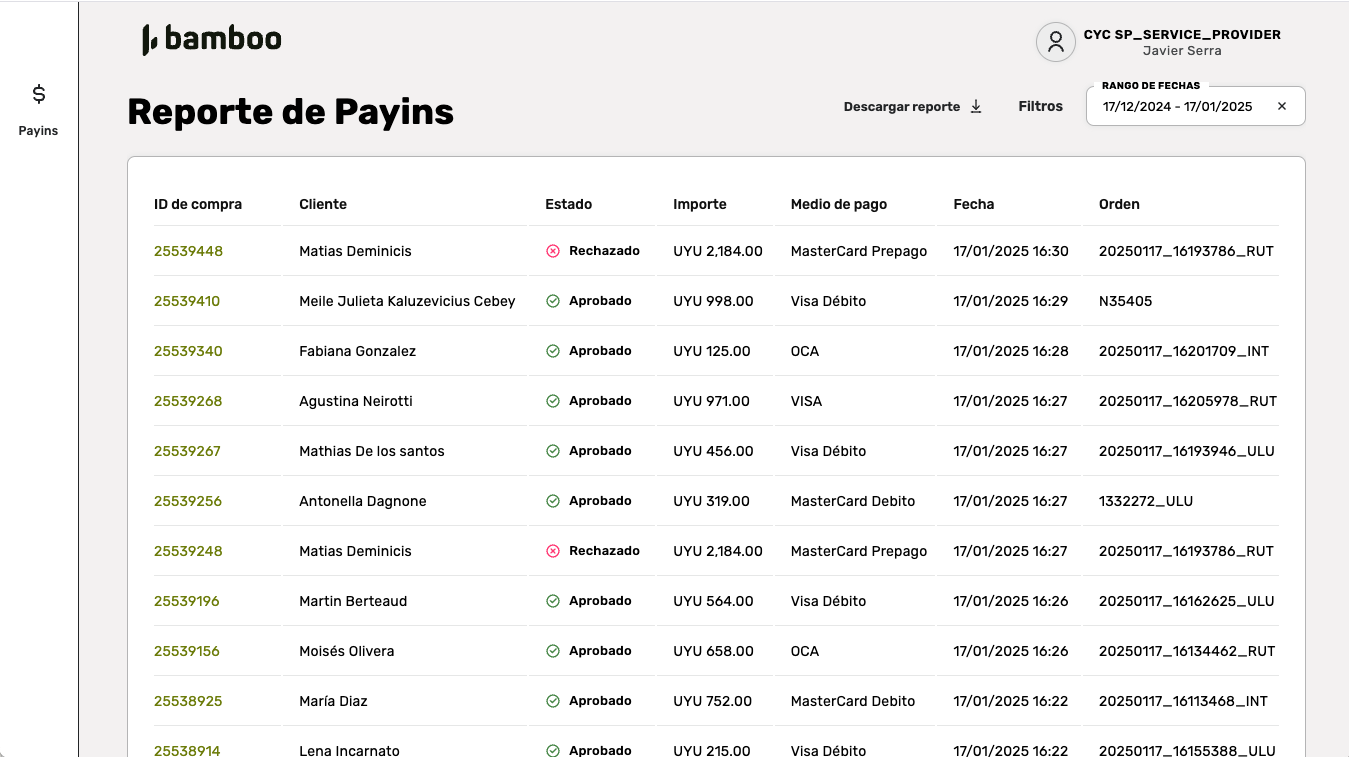 bamboo
CYC SP_SERVICE_PROVIDER
Javier Serra
$
Payins
Reporte de Payins
Descargar reporte
Filtros
RANGO DE FECHAS
17/12/2024 - 17/01/2025 ×
ID de compra Cliente Estado Importe Medio de pago Fecha Orden
25539448 Matias Deminicis Rechazado UYU 2,184.00 MasterCard Prepago 17/01/2025 16:30 20250117_16193786_RUT
25539410 Meile Julieta Kaluzevicius Cebey Aprobado UYU 998.00 Visa Débito 17/01/2025 16:29 N35405
25539340 Fabiana Gonzalez Aprobado UYU 125.00 OCA 17/01/2025 16:28 20250117_16201709_INT
25539268 Agustina Neirotti Aprobado UYU 971.00 VISA 17/01/2025 16:27 20250117_16205978_RUT
25539267 Mathias De los santos Aprobado UYU 456.00 Visa Débito 17/01/2025 16:27 20250117_16193946_ULU
25539256 Antonella Dagnone Aprobado UYU 319.00 MasterCard Debito 17/01/2025 16:27 1332272_ULU
25539248 Matias Deminicis Rechazado UYU 2,184.00 MasterCard Prepago 17/01/2025 16:27 20250117_16193786_RUT
25539196 Martin Berteaud Aprobado UYU 564.00 Visa Débito 17/01/2025 16:26 20250117_16162625_ULU
25539156 Moisés Olivera Aprobado UYU 658.00 OCA 17/01/2025 16:26 20250117_16134462_RUT
25538925 María Diaz Aprobado UYU 752.00 MasterCard Debito 17/01/2025 16:22 20250117_16113468_INT
25538914 Lena Incarnato Aprobado UYU 215.00 Visa Débito 17/01/2025 16:22 20250117_16155388_ULU